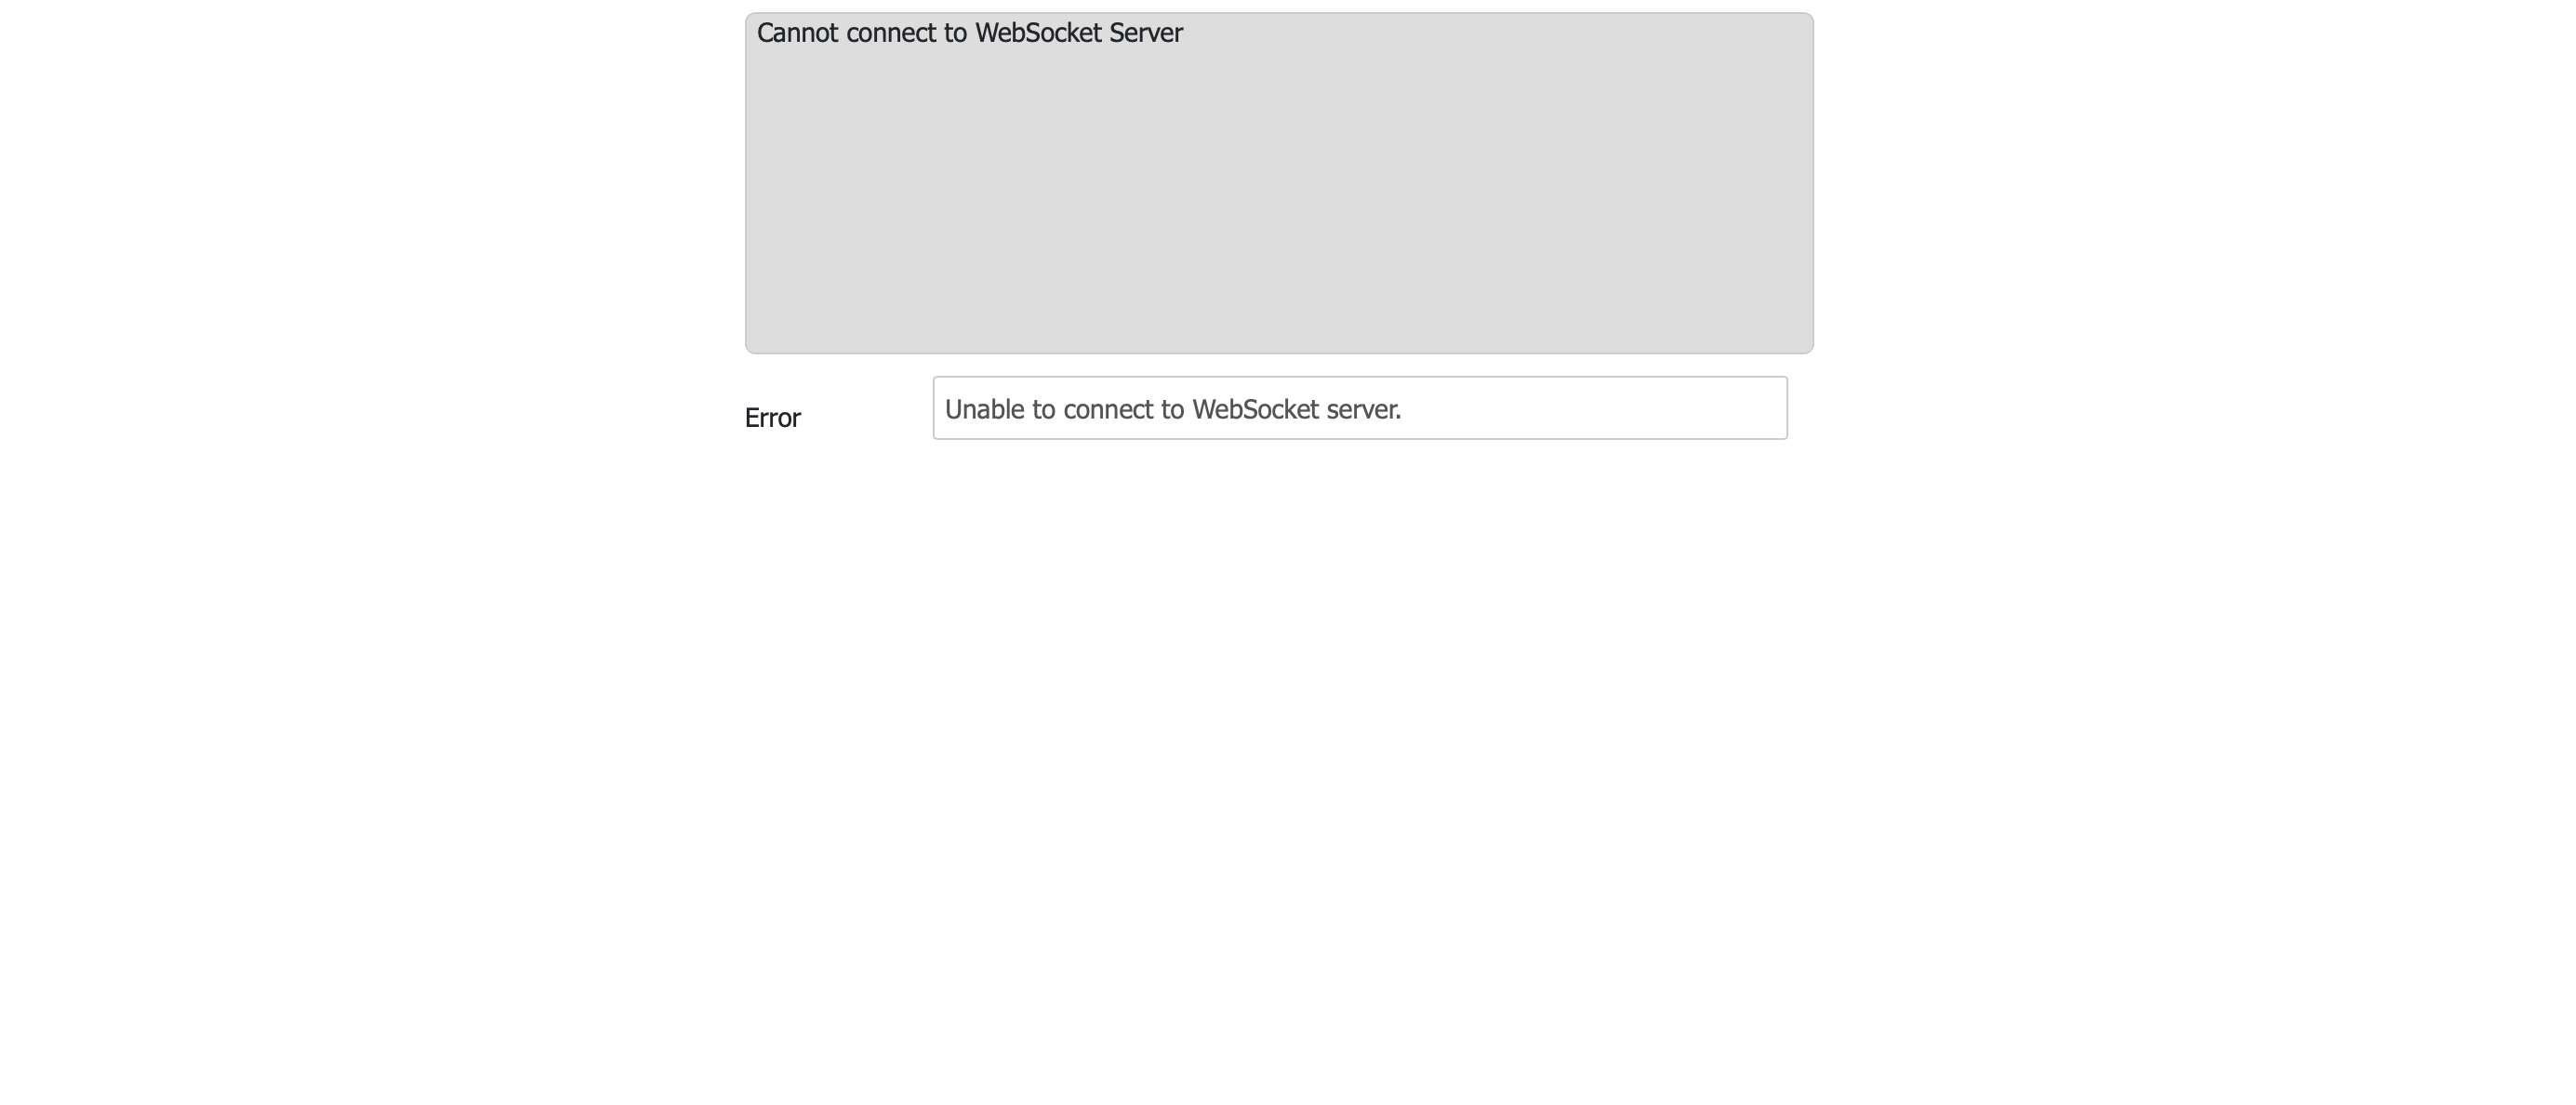 Cannot connect to WebSocket Server
Error
Unable to connect to WebSocket server.